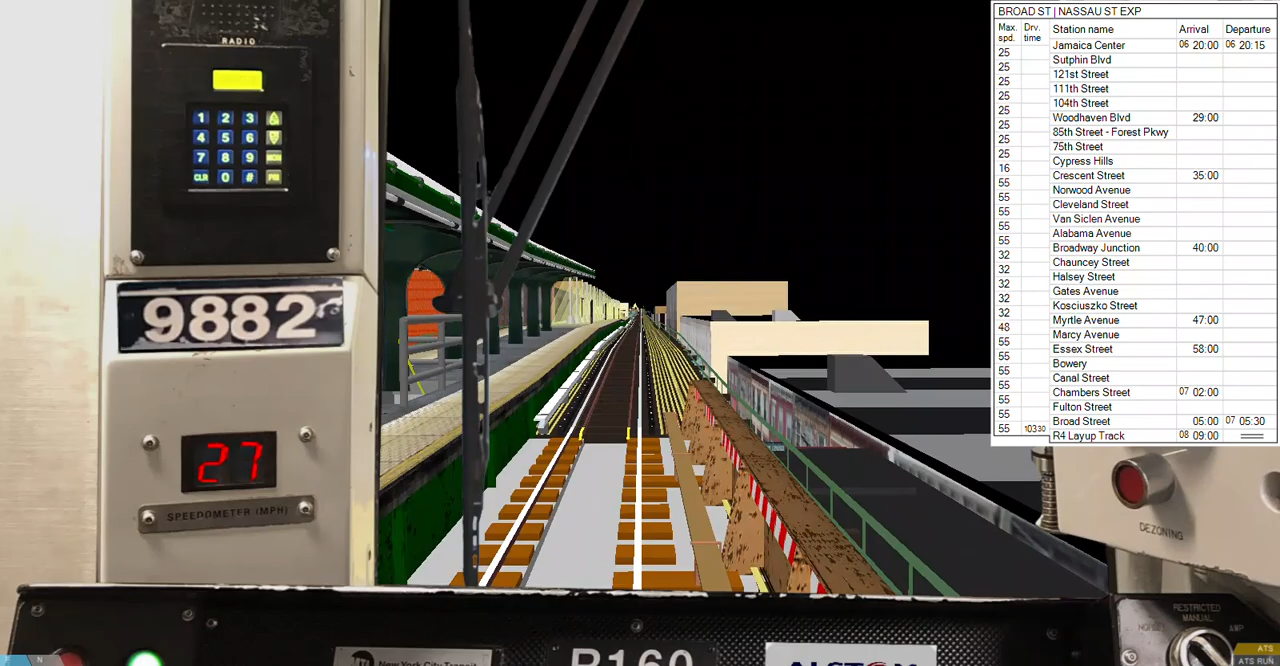 RADIO
1 2 3
4 5 6
7 8 9
CLR 0 #
9882
27
SPEEDOMETER (MPH)
BROAD ST | NASSAU ST EXP
Max. spd. Drv. time Station name Arrival Departure
Jamaica Center 06 20:00 06 20:15
25 Sutphin Blvd
25 121st Street
25 111th Street
25 104th Street
25 Woodhaven Blvd 29:00
25 85th Street - Forest Pkwy
25 75th Street
25 Cypress Hills
16 Crescent Street 35:00
55 Norwood Avenue
55 Cleveland Street
55 Van Siclen Avenue
55 Alabama Avenue
55 Broadway Junction 40:00
32 Chauncey Street
32 Halsey Street
32 Gates Avenue
32 Kosciuszko Street
32 Myrtle Avenue 47:00
48 Marcy Avenue
55 Essex Street 58:00
55 Bowery
55 Canal Street
55 Chambers Street 07 02:00
55 Fulton Street
55 Broad Street 05:00 07 05:30
55 10330 R4 Layup Track 08 09:00
DEZONING
RESTRICTED
MANUAL
N
New York City Transit
R160
ALSTOM
ATS
ATS RUN